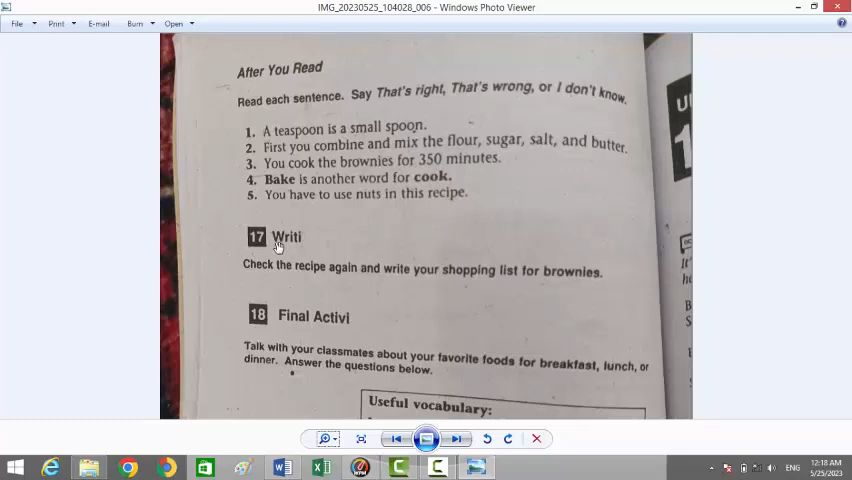 IMG_20230525_104028_006 - Windows Photo Viewer
File Print E-mail Burn Open
After You Read
Read each sentence. Say That's right, That's wrong, or I don't know.
1. A teaspoon is a small spoon.
2. First you combine and mix the flour, sugar, salt, and butter.
3. You cook the brownies for 350 minutes.
4. Bake is another word for cook.
5. You have to use nuts in this recipe.
17 Writi
Check the recipe again and write your shopping list for brownies.
18 Final Activi
Talk with your classmates about your favorite foods for breakfast, lunch, or
dinner. Answer the questions below.
Useful vocabulary:
U
1
It'
h
B
S
ENG
12:18 AM
5/25/2023